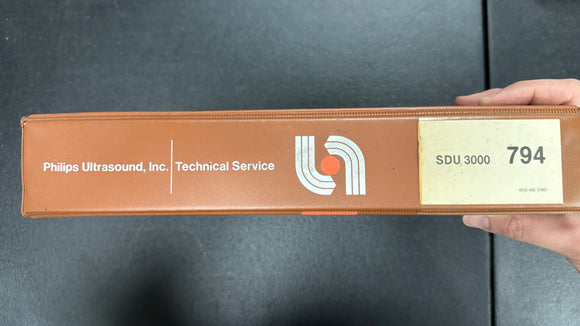 Philips Ultrasound, Inc. | Technical Service
SDU 3000 794